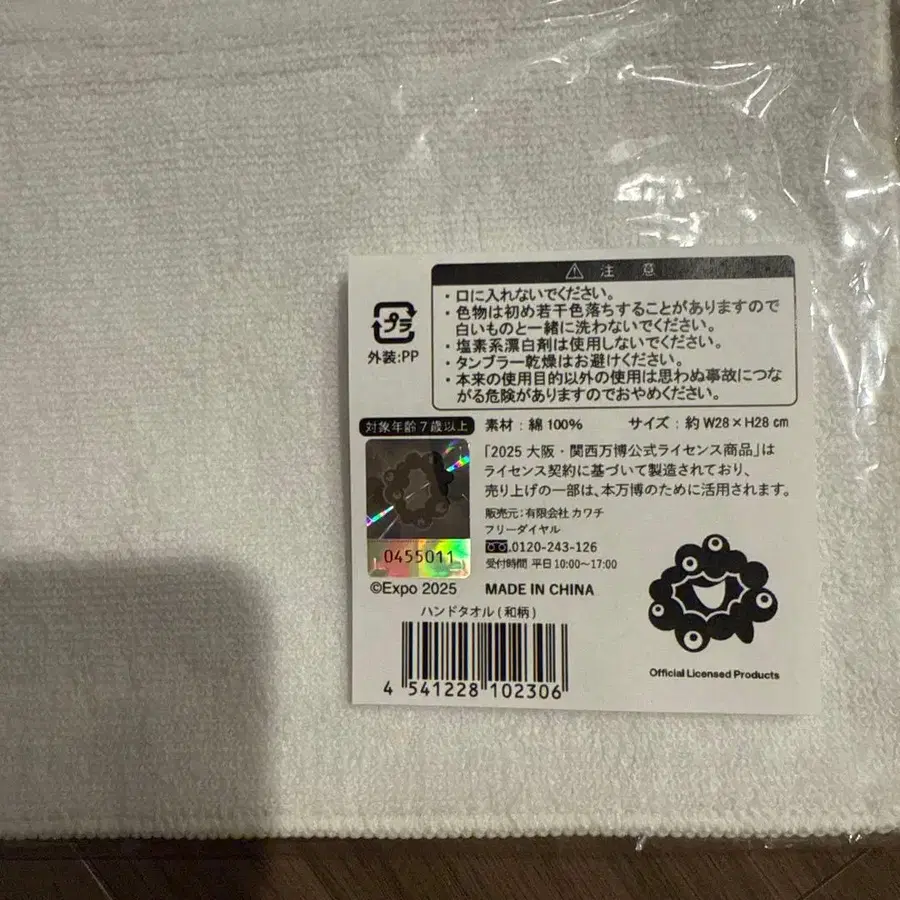 注 意
・口に入れないでください。
・色物は初め若干色落ちすることがありますので
白いものと一緒に洗わないでください。
・塩素系漂白剤は使用しないでください。
・タンブラー乾燥はお避けください。
・本来の使用目的以外の使用は思わぬ事故につな
がる危険がありますのでおやめください。
プラ
外装:PP
対象年齢7歳以上
素材:綿100% サイズ:約W28×H28㎝
「2025 大阪・関西万博公式ライセンス商品」は
ライセンス契約に基づいて製造されており、
売り上げの一部は、本万博のために活用されます。
販売元:有限会社 カワチ
フリーダイヤル
0120-243-126
受付時間 平日10:00〜17:00
0455011
©Expo 2025
MADE IN CHINA
ハンドタオル(和柄)
4 541228 102306
Official Licensed Products